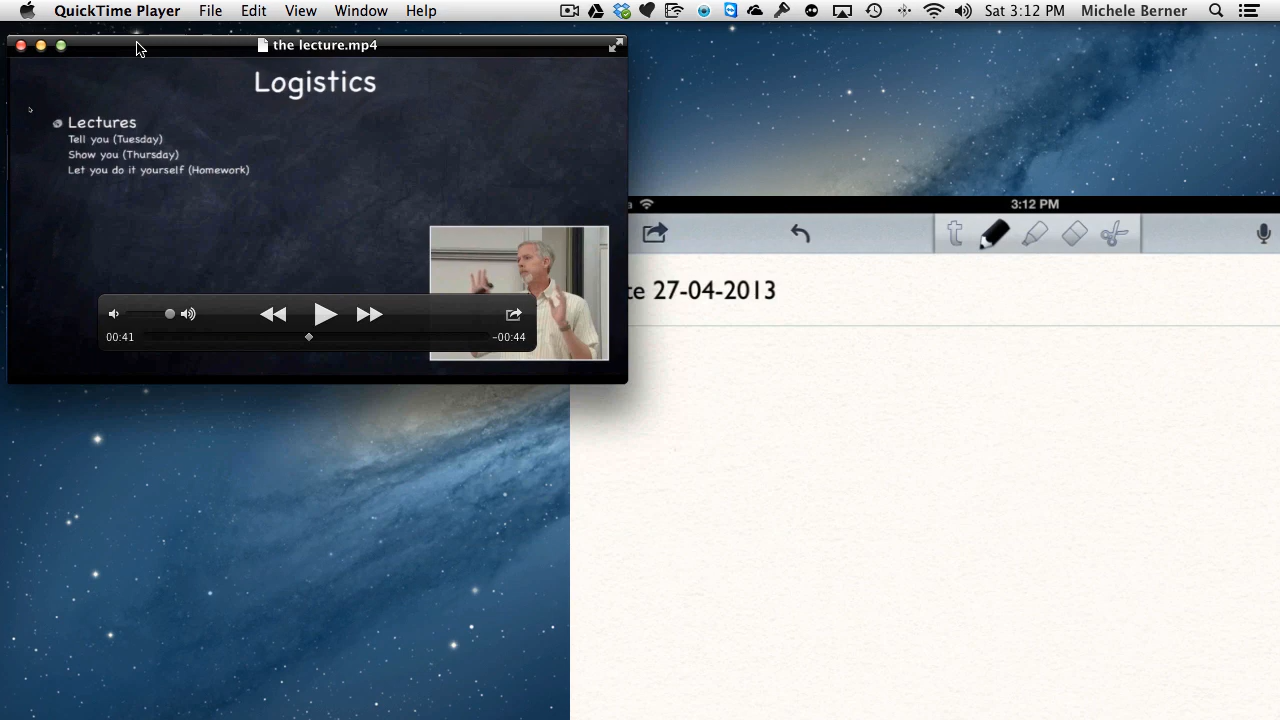 QuickTime Player File Edit View Window Help Sat 3:12 PM Michele Berner
the lecture.mp4
Logistics
Lectures
Tell you (Tuesday)
Show you (Thursday)
Let you do it yourself (Homework)
00:41 -00:44
3:12 PM
t
te 27-04-2013